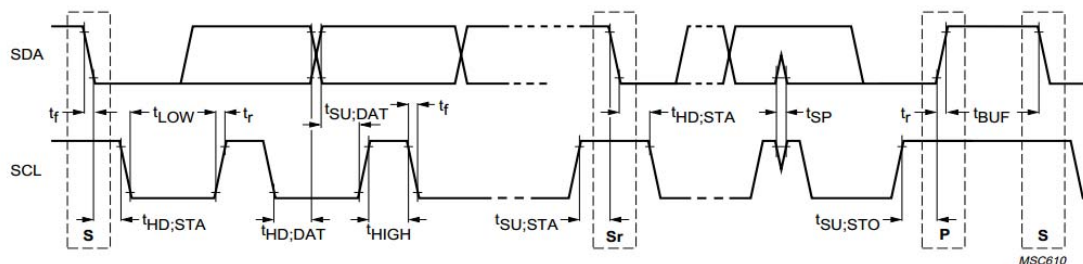 SDA
tf
tLOW
tr
tSU;DAT
tf
tHD;STA
tSP
tr
tBUF
SCL
tHD;STA
tHD;DAT
tHIGH
tSU;STA
tSU;STO
S
Sr
P
S
MSC610